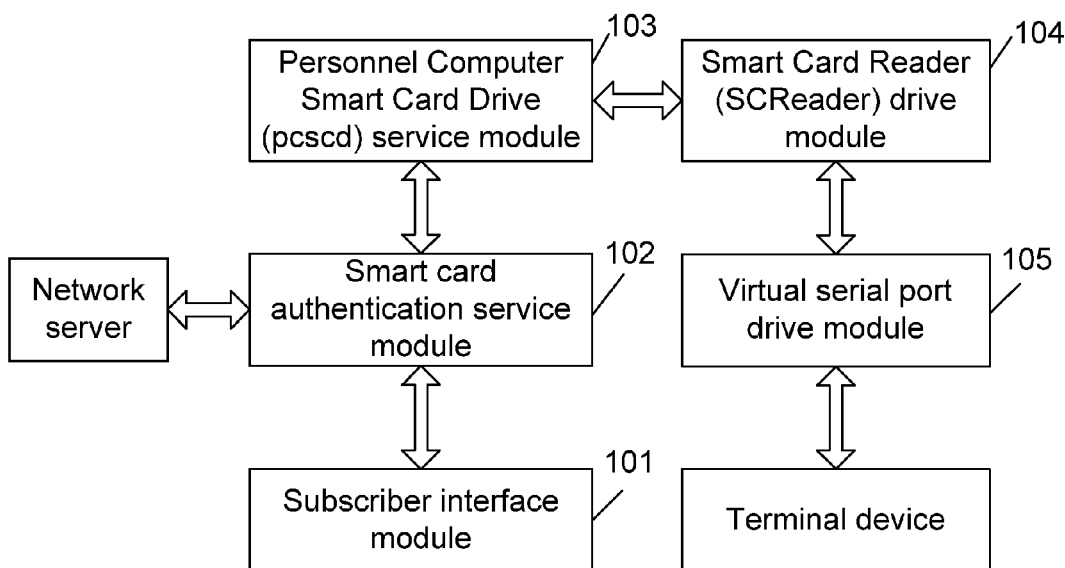 103
Personnel Computer
Smart Card Drive
(pcscd) service module
104
Smart Card Reader
(SCReader) drive
module
Network
server
102
Smart card
authentication service
module
105
Virtual serial port
drive module
101
Subscriber interface
module
Terminal device